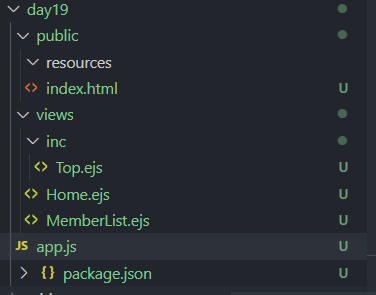 day19
public
resources
<> index.html U
views
inc
<> Top.ejs U
<> Home.ejs U
<> MemberList.ejs U
JS app.js U
{} package.json U